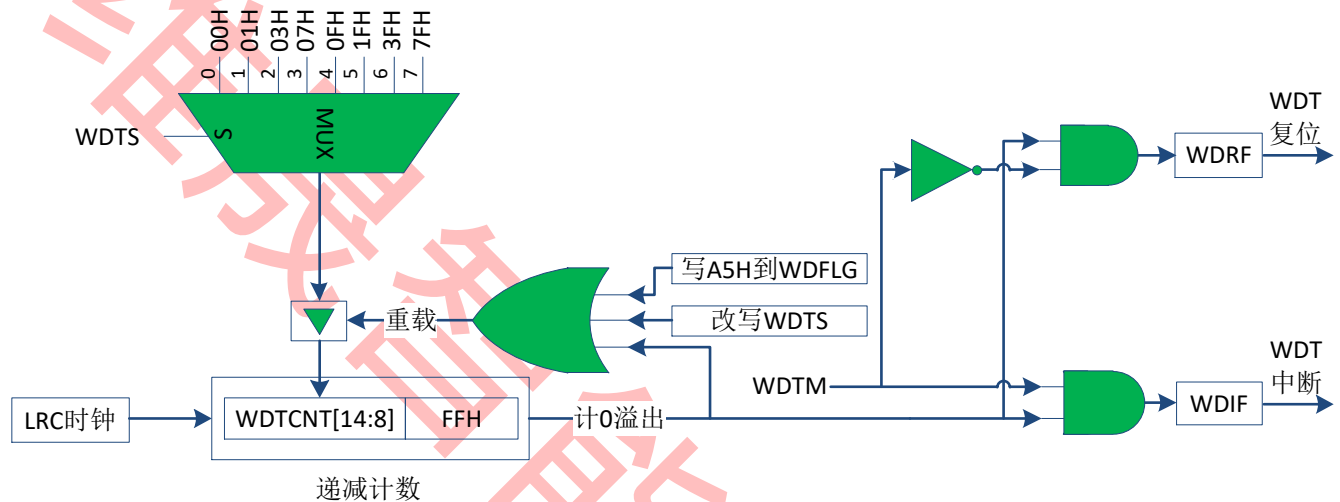 00H 01H 03H 07H 0FH 1FH 3FH 7FH
0 1 2 3 4 5 6 7
WDTS
S
MUX
WDT
复位
WDRF
写A5H到WDFLG
重载
改写WDTS
WDTM
WDT
中断
WDIF
LRC时钟
WDTCNT[14:8]
FFH
计0溢出
递减计数